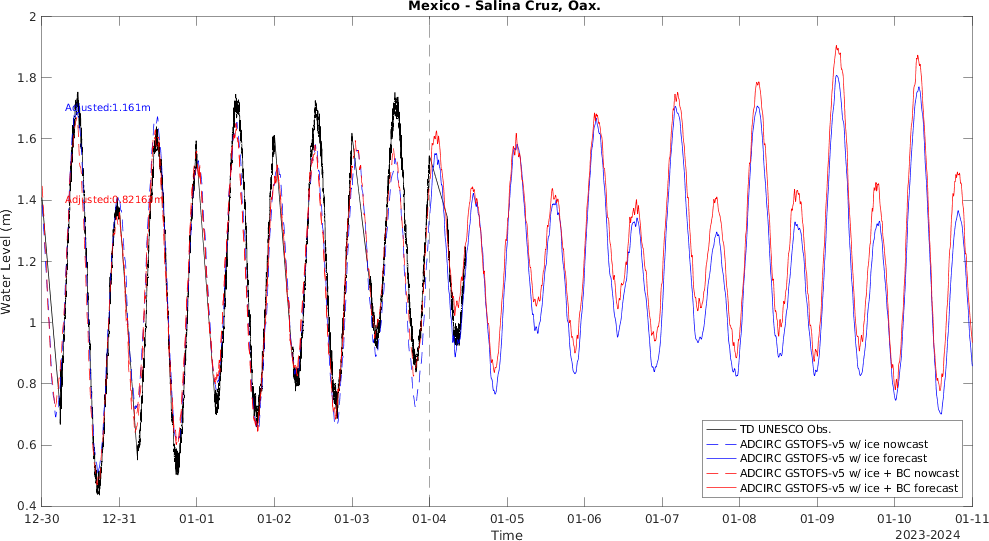 Mexico - Salina Cruz, Oax.
Water Level (m)
2
1.8
1.6
1.4
1.2
1
0.8
0.6
0.4
Adjusted:1.161m
TD UNESCO Obs.
ADCIRC GSTOFS-v5 w/ ice nowcast
ADCIRC GSTOFS-v5 w/ ice forecast
ADCIRC GSTOFS-v5 w/ ice + BC nowcast
ADCIRC GSTOFS-v5 w/ ice + BC forecast
12-30 12-31 01-01 01-02 01-03 01-04 01-05 01-06 01-07 01-08 01-09 01-10 01-11
Time
2023-2024